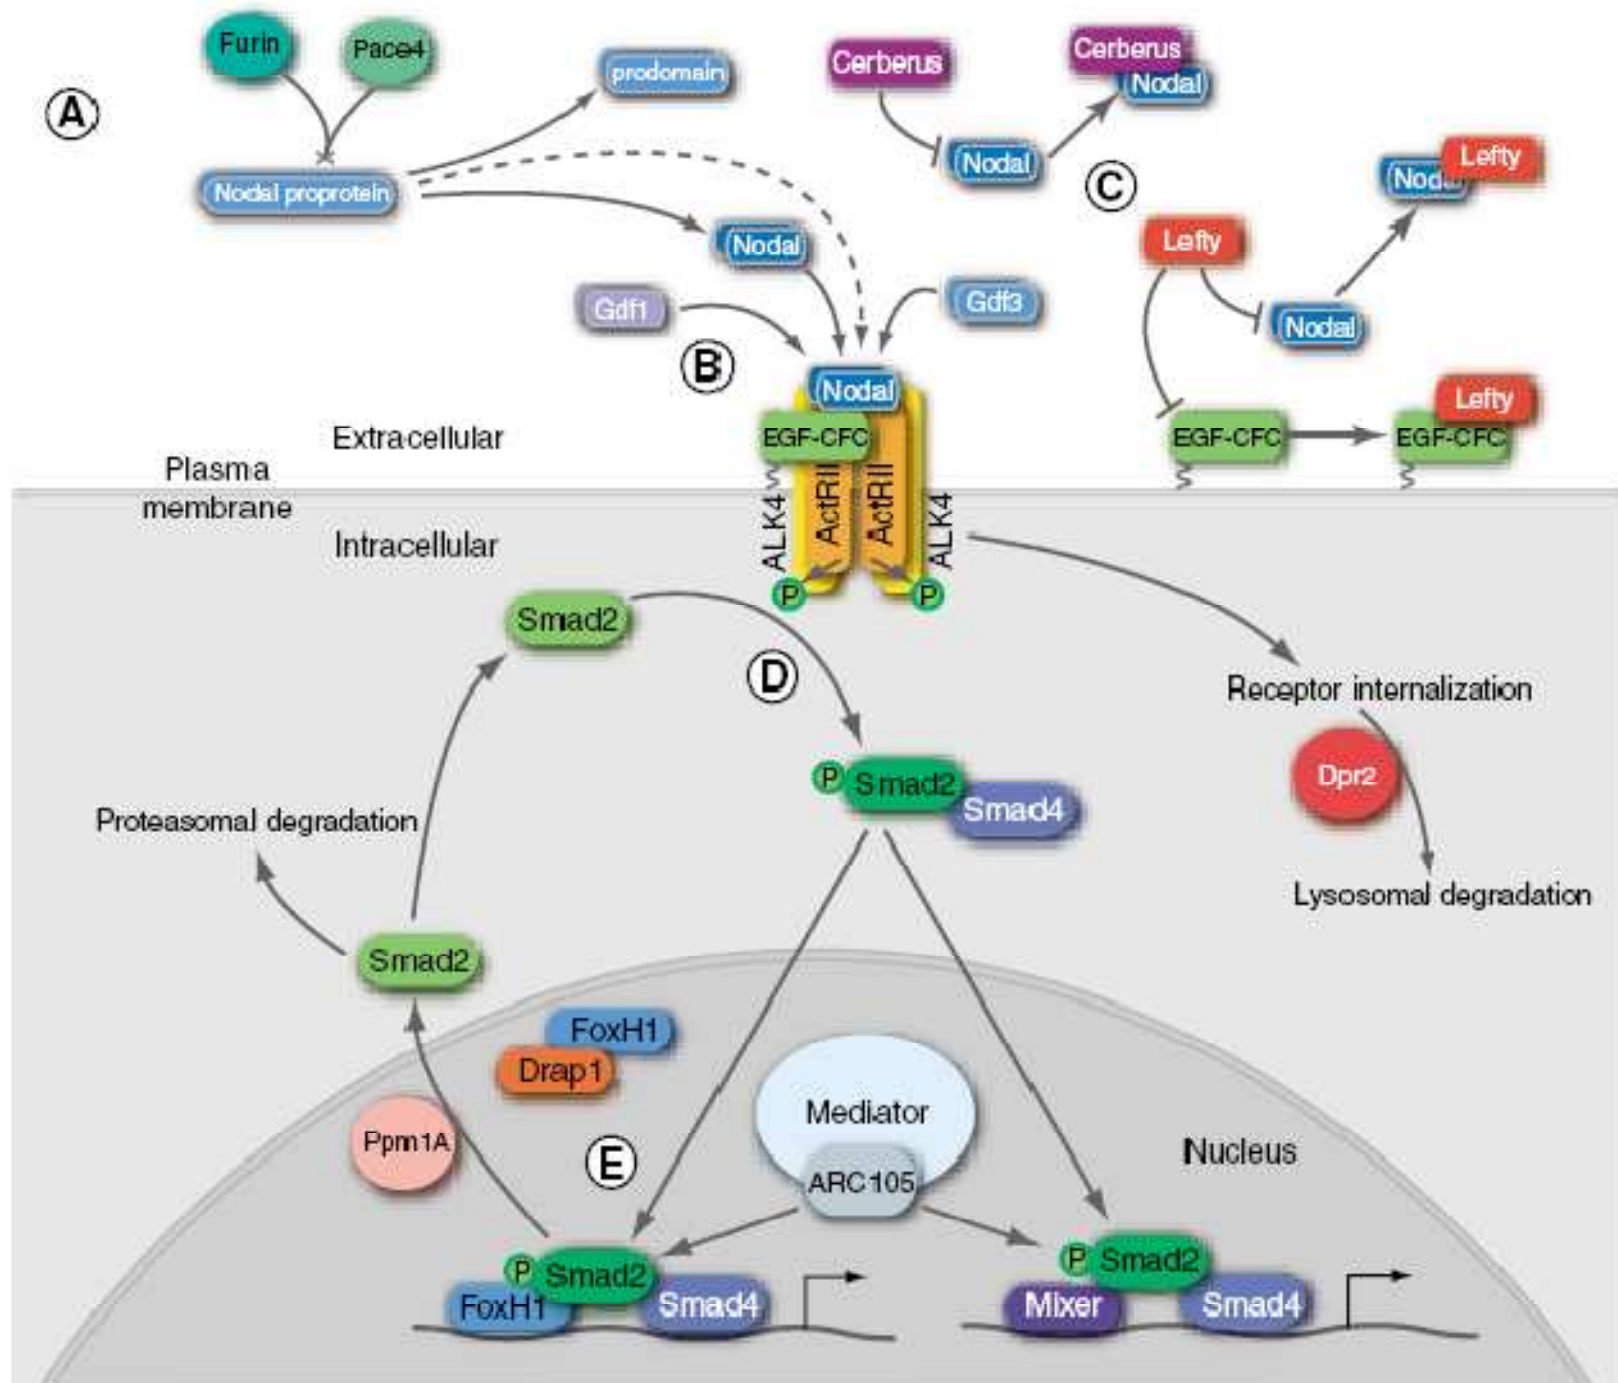 Furin
Pace4
A
Nodal proprotein
prodomain
Nodal
Cerberus
Nodal
Cerberus
Nodal
C
Lefty
Nodal
Nodal
Lefty
Gdf1
Gdf3
B
Nodal
EGF-CFC
ActRII
ActRII
ALK4
ALK4
P
P
EGF-CFC
Lefty
EGF-CFC
Extracellular
Plasma
membrane
Intracellular
Smad2
D
Receptor internalization
Dpr2
Lysosomal degradation
P
Smad2
Smad4
Proteasomal degradation
Smad2
FoxH1
Drap1
Ppm1A
E
Mediator
ARC105
Nucleus
P
Smad2
FoxH1
Smad4
P
Smad2
Mixer
Smad4